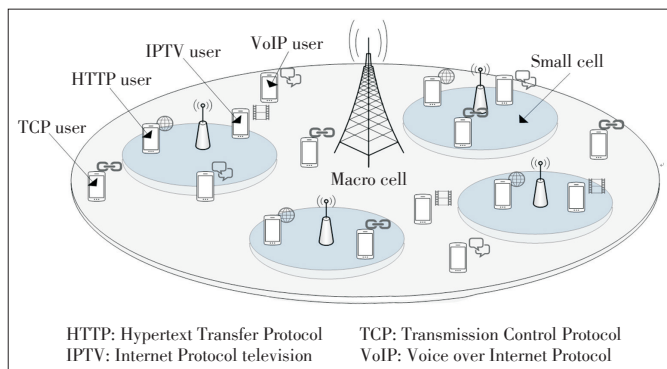 VoIP user
IPTV user
Small cell
HTTP user
TCP user
Macro cell
HTTP: Hypertext Transfer Protocol
TCP: Transmission Control Protocol
IPTV: Internet Protocol television
VoIP: Voice over Internet Protocol